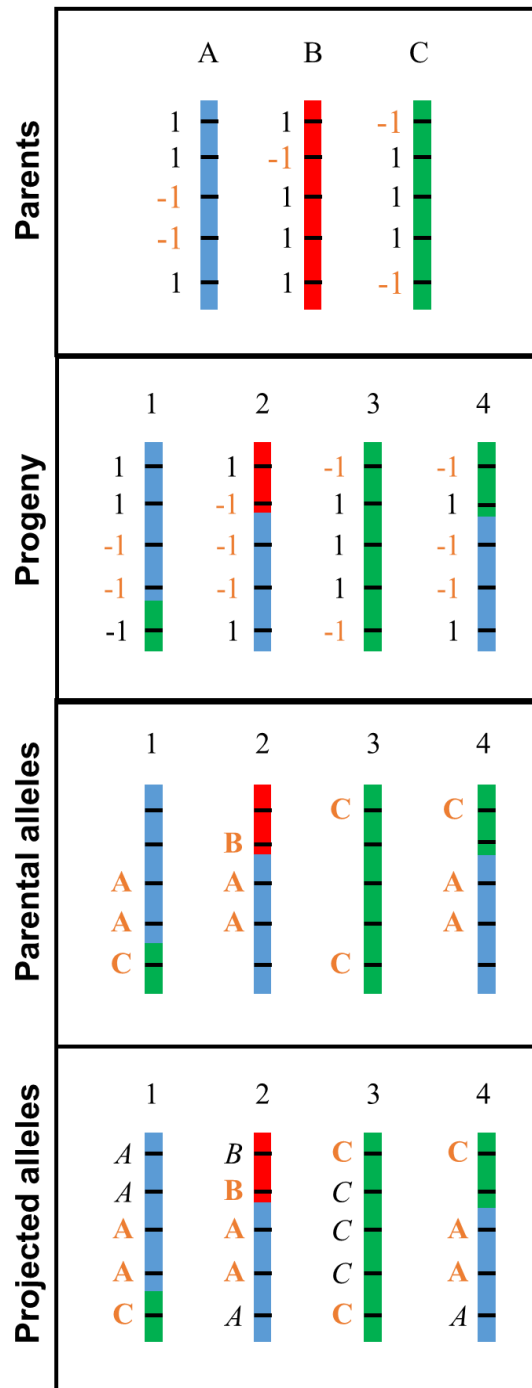 Parents
A B C
1 1 -1
1 -1 1
-1 1 1
-1 1 1
1 1 -1
Progeny
1 2 3 4
1 1 -1 -1
1 -1 1 1
-1 -1 1 -1
-1 -1 1 -1
-1 1 -1 1
Parental alleles
1 2 3 4
C C
B
A A A
A A A
C C
Projected alleles
1 2 3 4
A B C C
A B C
A A C A
A A C A
C A C A